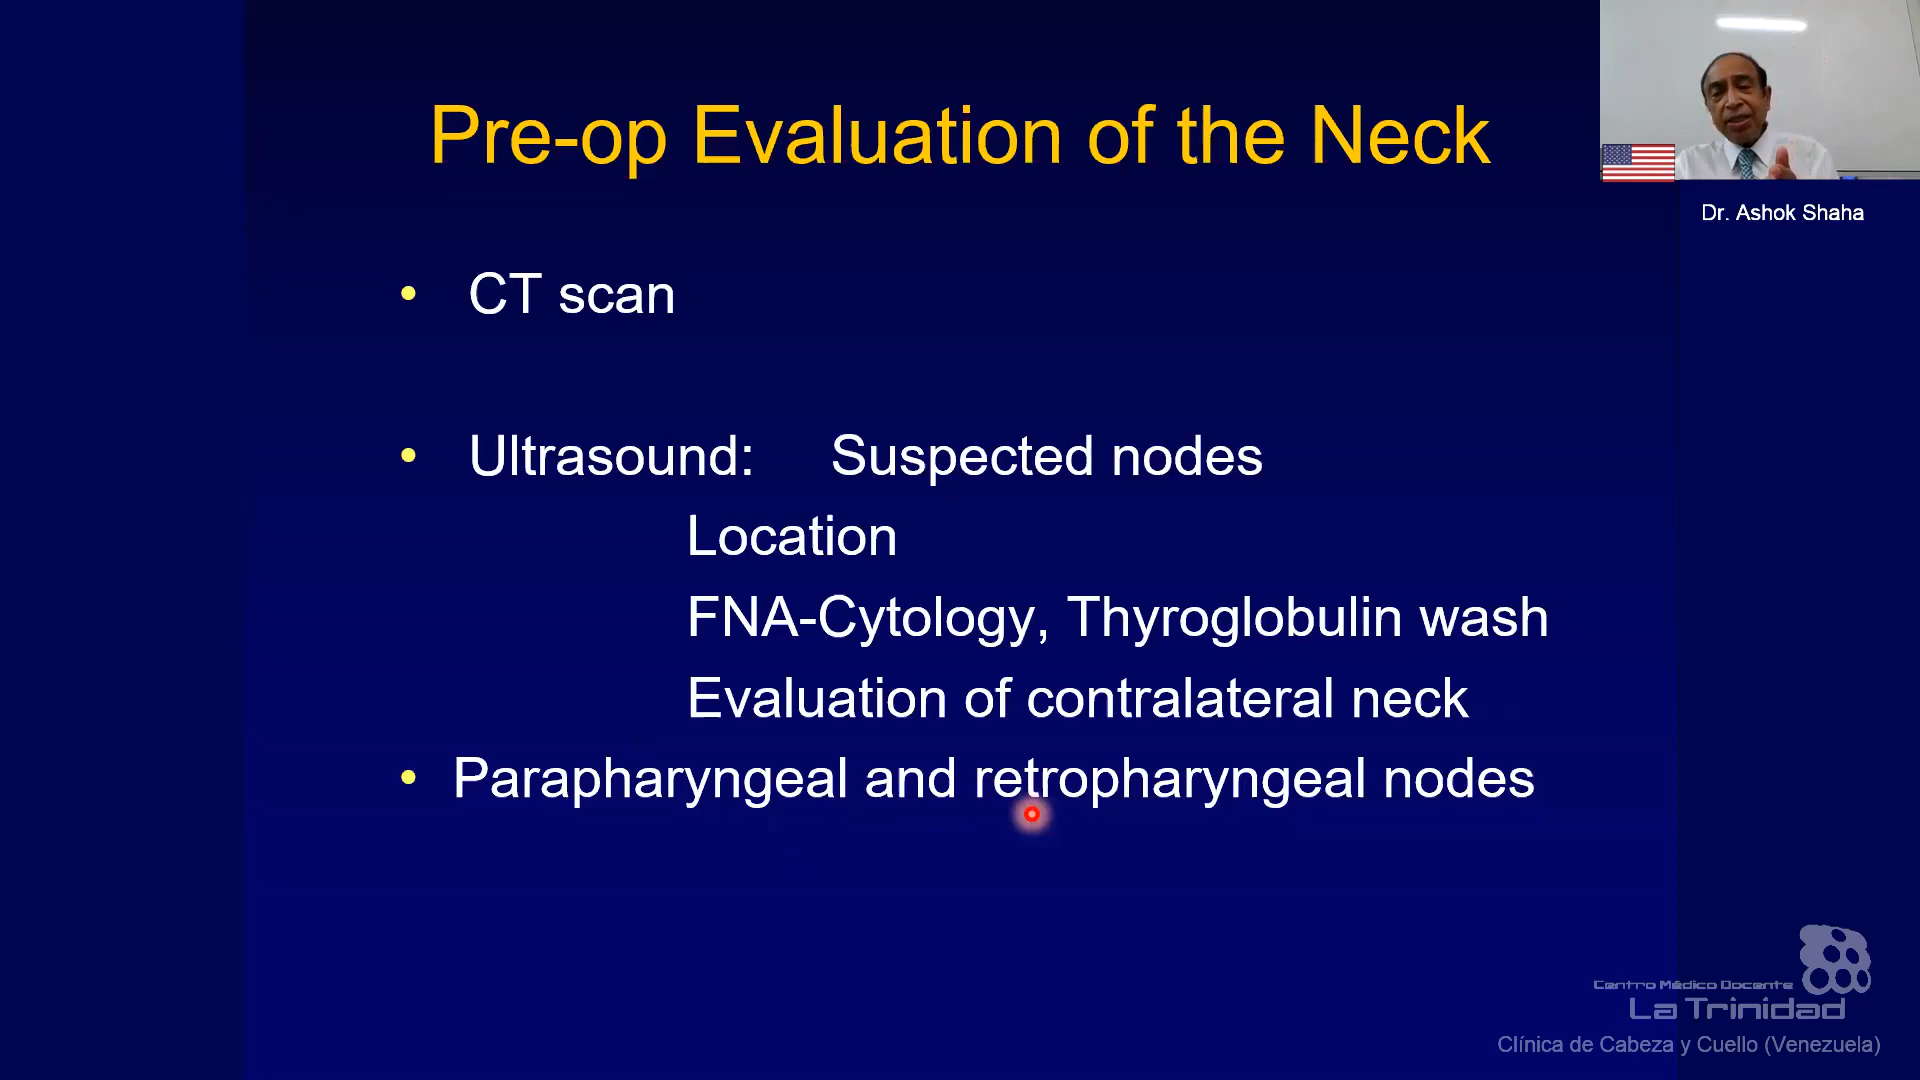 Pre-op Evaluation of the Neck
Dr. Ashok Shaha
• CT scan
• Ultrasound: Suspected nodes
Location
FNA-Cytology, Thyroglobulin wash
Evaluation of contralateral neck
• Parapharyngeal and retropharyngeal nodes
Centro Médico Docente
La Trinidad
Clínica de Cabeza y Cuello (Venezuela)